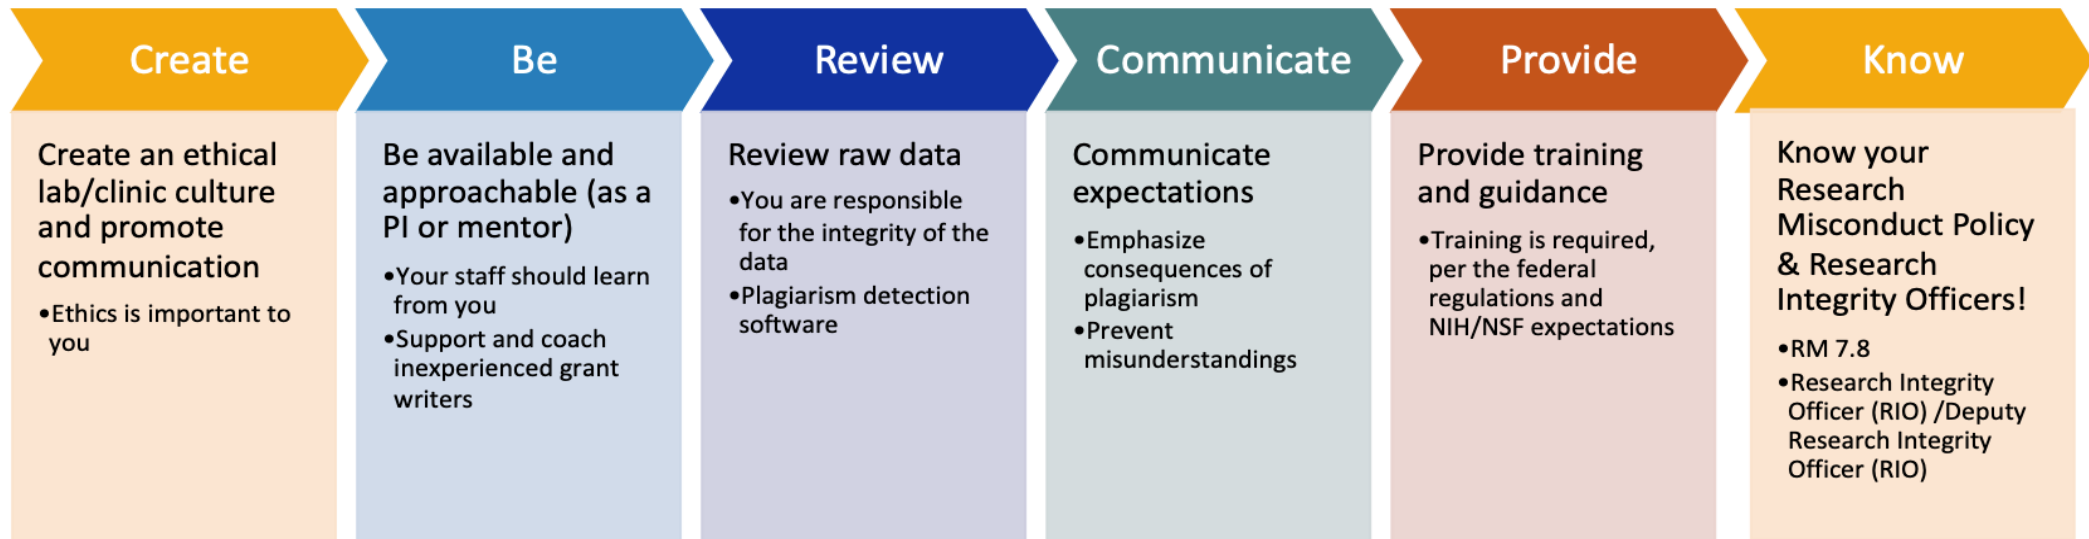 Create
Be
Review
Communicate
Provide
Know
Create an ethical
lab/clinic culture
and promote
communication
•Ethics is important to
you
Be available and
approachable (as a
PI or mentor)
•Your staff should learn
from you
•Support and coach
inexperienced grant
writers
Review raw data
•You are responsible
for the integrity of the
data
•Plagiarism detection
software
Communicate
expectations
•Emphasize
consequences of
plagiarism
•Prevent
misunderstandings
Provide training
and guidance
•Training is required,
per the federal
regulations and
NIH/NSF expectations
Know your
Research
Misconduct Policy
& Research
Integrity Officers!
•RM 7.8
•Research Integrity
Officer (RIO) /Deputy
Research Integrity
Officer (RIO)